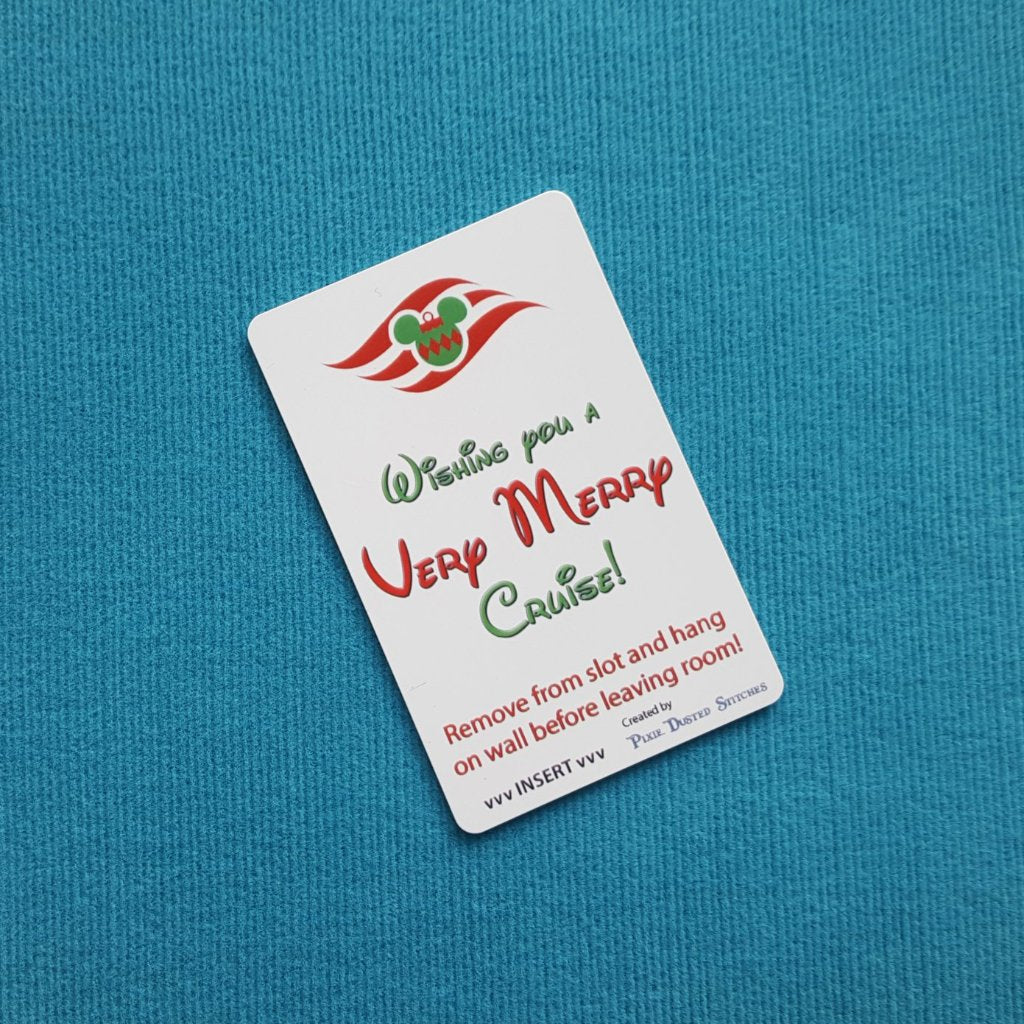 Wishing you a
Very Merry
Cruise!
Remove from slot and hang
on wall before leaving room!
Created by
Pixie Dusted Stitches
vvv INSERT vvv